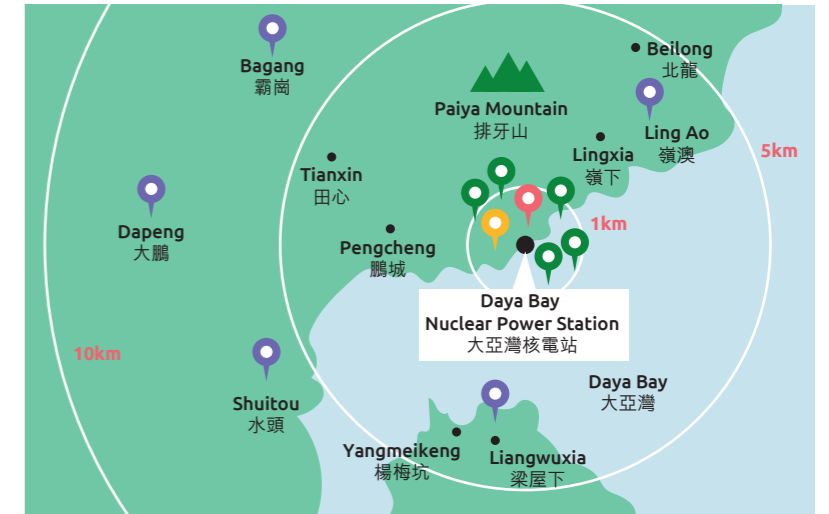 Bagang
霸崗
Beilong
北龍
Paiya Mountain
排牙山
Ling Ao
嶺澳
Lingxia
嶺下
5km
Tianxin
田心
Dapeng
大鵬
Pengcheng
鵬城
1km
Daya Bay
Nuclear Power Station
大亞灣核電站
10km
Shuitou
水頭
Daya Bay
大亞灣
Yangmeikeng
楊梅坑
Liangwuxia
梁屋下